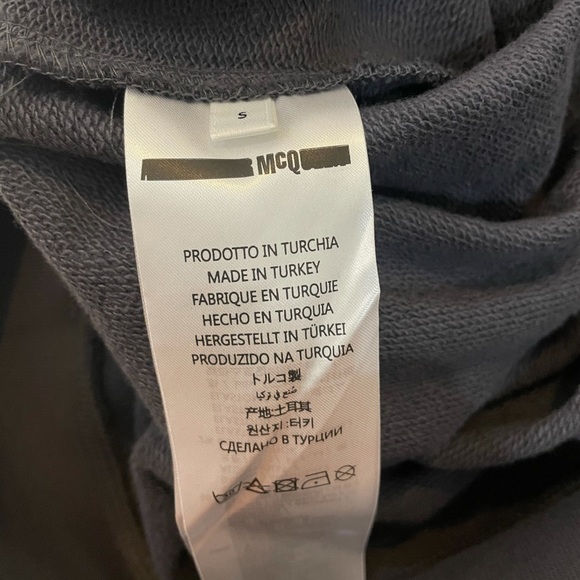 S
McQ
PRODOTTO IN TURCHIA
MADE IN TURKEY
FABRIQUE EN TURQUIE
HECHO EN TURQUIA
HERGESTELLT IN TÜRKEI
PRODUZIDO NA TURQUIA
トルコ製
صنع في تركيا
产地:土耳其
원산지:터키
СДЕЛАНО В ТУРЦИИ